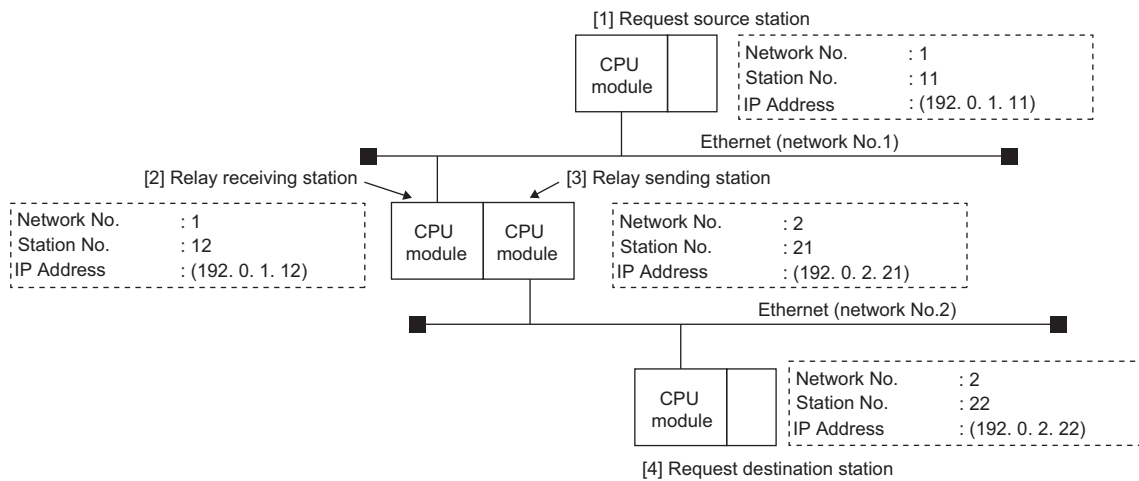 [1] Request source station
CPU
module
Network No. : 1
Station No. : 11
IP Address : (192. 0. 1. 11)
Ethernet (network No.1)
[2] Relay receiving station
[3] Relay sending station
Network No. : 1
Station No. : 12
IP Address : (192. 0. 1. 12)
CPU
module
CPU
module
Network No. : 2
Station No. : 21
IP Address : (192. 0. 2. 21)
Ethernet (network No.2)
CPU
module
Network No. : 2
Station No. : 22
IP Address : (192. 0. 2. 22)
[4] Request destination station